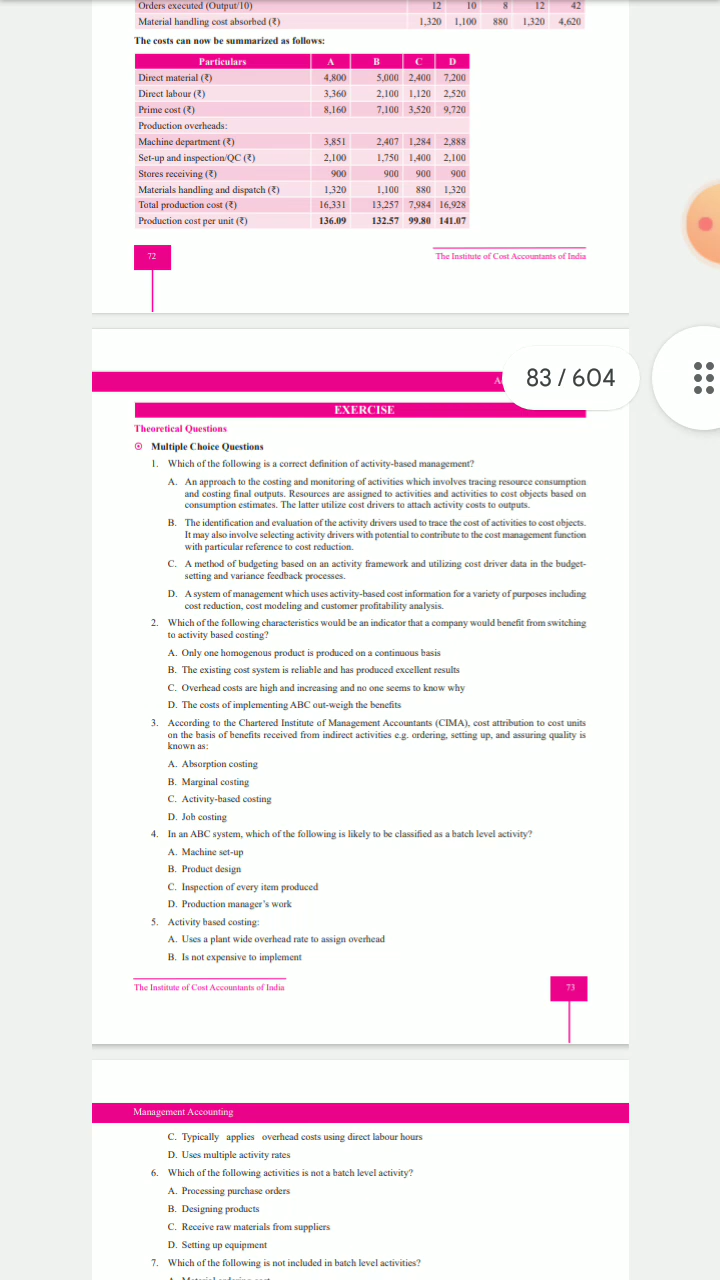 Orders executed (Output/10) 12 10 8 12 42
Material handling cost absorbed (₹) 1,320 1,100 880 1,320 4,620
The costs can now be summarized as follows:
Particulars A B C D
Direct material (₹) 4,800 5,000 2,400 7,200
Direct labour (₹) 3,360 2,100 1,120 2,520
Prime cost (₹) 8,160 7,100 3,520 9,720
Production overheads:
Machine department (₹) 3,851 2,407 1,284 2,888
Set-up and inspection/QC (₹) 2,100 1,750 1,400 2,100
Stores receiving (₹) 900 900 900 900
Materials handling and dispatch (₹) 1,320 1,100 880 1,320
Total production cost (₹) 16,331 13,257 7,984 16,928
Production cost per unit (₹) 136.09 132.57 99.80 141.07
72
The Institute of Cost Accountants of India
83 / 604
EXERCISE
Theoretical Questions
Multiple Choice Questions
1. Which of the following is a correct definition of activity-based management?
A. An approach to the costing and monitoring of activities which involves tracing resource consumption
and costing final outputs. Resources are assigned to activities and activities to cost objects based on
consumption estimates. The latter utilize cost drivers to attach activity costs to outputs.
B. The identification and evaluation of the activity drivers used to trace the cost of activities to cost objects.
It may also involve selecting activity drivers with potential to contribute to the cost management function
with particular reference to cost reduction.
C. A method of budgeting based on an activity framework and utilizing cost driver data in the budget-
setting and variance feedback processes.
D. A system of management which uses activity-based cost information for a variety of purposes including
cost reduction, cost modeling and customer profitability analysis.
2. Which of the following characteristics would be an indicator that a company would benefit from switching
to activity based costing?
A. Only one homogenous product is produced on a continuous basis
B. The existing cost system is reliable and has produced excellent results
C. Overhead costs are high and increasing and no one seems to know why
D. The costs of implementing ABC out-weigh the benefits
3. According to the Chartered Institute of Management Accountants (CIMA), cost attribution to cost units
on the basis of benefits received from indirect activities e.g. ordering, setting up, and assuring quality is
known as:
A. Absorption costing
B. Marginal costing
C. Activity-based costing
D. Job costing
4. In an ABC system, which of the following is likely to be classified as a batch level activity?
A. Machine set-up
B. Product design
C. Inspection of every item produced
D. Production manager's work
5. Activity based costing:
A. Uses a plant wide overhead rate to assign overhead
B. Is not expensive to implement
The Institute of Cost Accountants of India
73
Management Accounting
C. Typically applies overhead costs using direct labour hours
D. Uses multiple activity rates
6. Which of the following activities is not a batch level activity?
A. Processing purchase orders
B. Designing products
C. Receive raw materials from suppliers
D. Setting up equipment
7. Which of the following is not included in batch level activities?